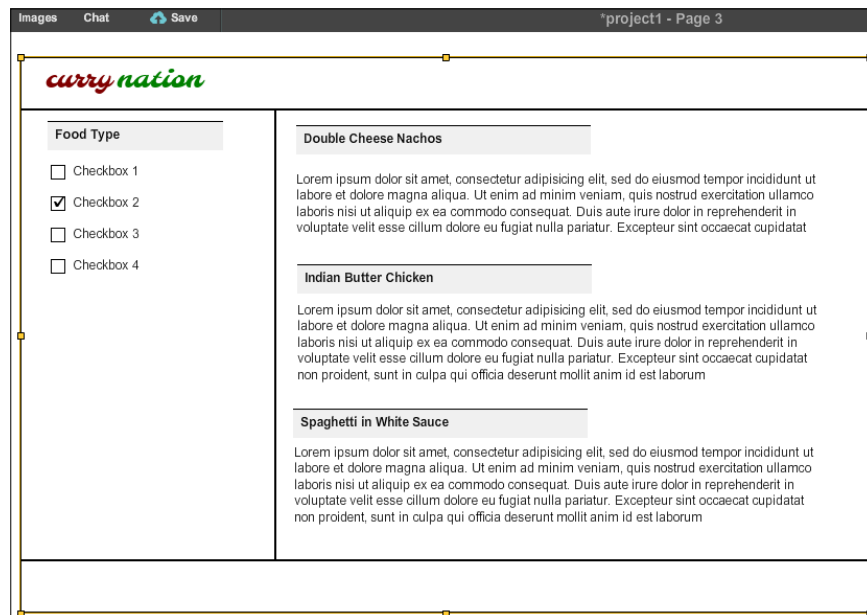 Images Chat Save *project1 - Page 3
curry nation
Food Type
Checkbox 1
Checkbox 2
Checkbox 3
Checkbox 4
Double Cheese Nachos
Lorem ipsum dolor sit amet, consectetur adipisicing elit, sed do eiusmod tempor incididunt ut
labore et dolore magna aliqua. Ut enim ad minim veniam, quis nostrud exercitation ullamco
laboris nisi ut aliquip ex ea commodo consequat. Duis aute irure dolor in reprehenderit in
voluptate velit esse cillum dolore eu fugiat nulla pariatur. Excepteur sint occaecat cupidatat
Indian Butter Chicken
Lorem ipsum dolor sit amet, consectetur adipisicing elit, sed do eiusmod tempor incididunt ut
labore et dolore magna aliqua. Ut enim ad minim veniam, quis nostrud exercitation ullamco
laboris nisi ut aliquip ex ea commodo consequat. Duis aute irure dolor in reprehenderit in
voluptate velit esse cillum dolore eu fugiat nulla pariatur. Excepteur sint occaecat cupidatat
non proident, sunt in culpa qui officia deserunt mollit anim id est laborum
Spaghetti in White Sauce
Lorem ipsum dolor sit amet, consectetur adipisicing elit, sed do eiusmod tempor incididunt ut
labore et dolore magna aliqua. Ut enim ad minim veniam, quis nostrud exercitation ullamco
laboris nisi ut aliquip ex ea commodo consequat. Duis aute irure dolor in reprehenderit in
voluptate velit esse cillum dolore eu fugiat nulla pariatur. Excepteur sint occaecat cupidatat
non proident, sunt in culpa qui officia deserunt mollit anim id est laborum